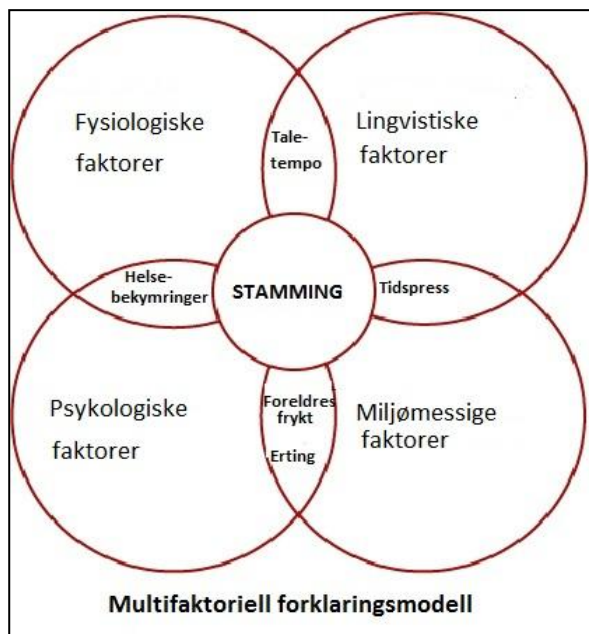 Fysiologiske
faktorer
Lingvistiske
faktorer
Tale-
tempo
Helse-
bekymringer
STAMMING
Tidspress
Psykologiske
faktorer
Foreldres
frykt
Erting
Miljømessige
faktorer
Multifaktoriell forklaringsmodell